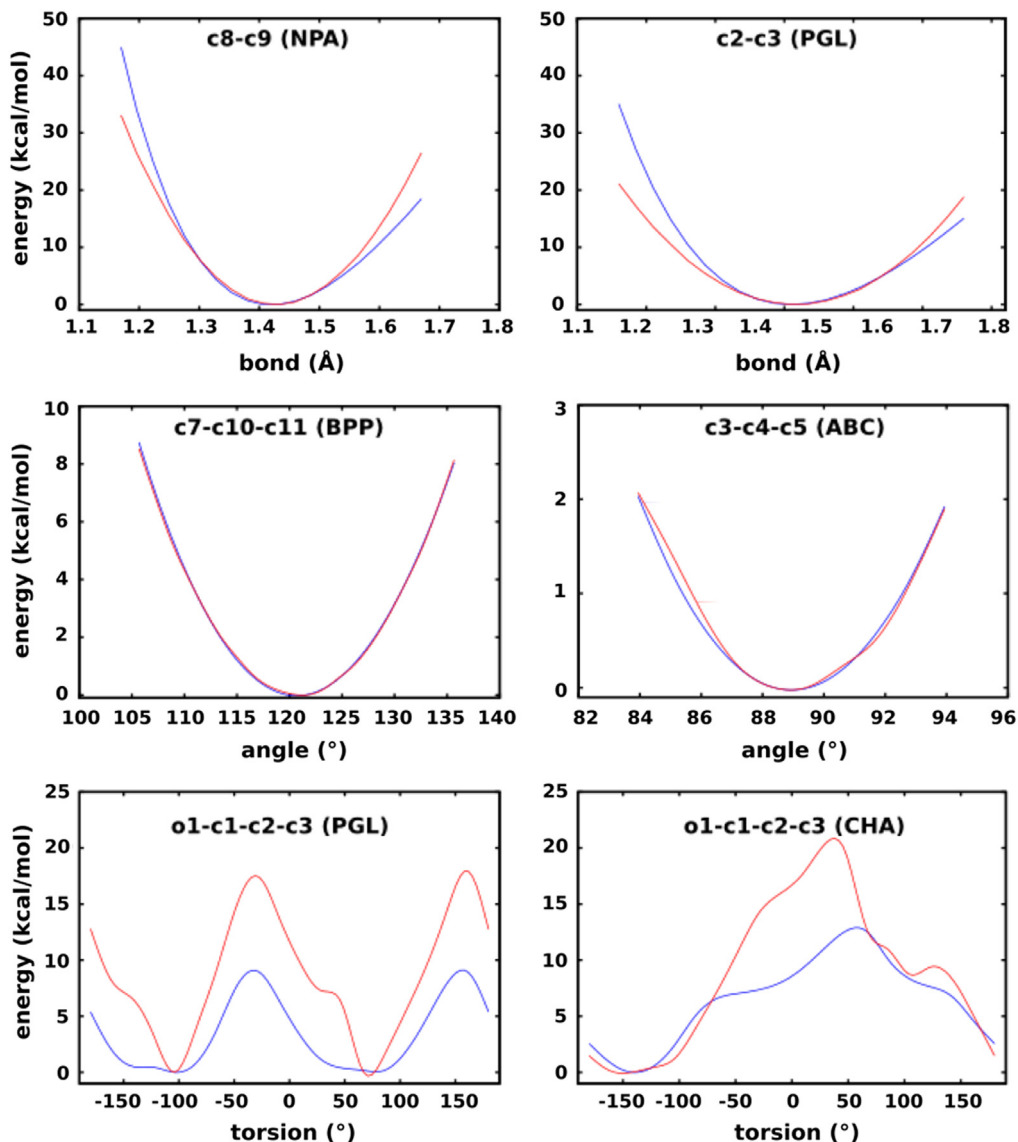 c8-c9 (NPA)
energy (kcal/mol)
50
40
30
20
10
0
1.1 1.2 1.3 1.4 1.5 1.6 1.7 1.8
bond (Å)
c2-c3 (PGL)
50
40
30
20
10
0
1.1 1.2 1.3 1.4 1.5 1.6 1.7 1.8
bond (Å)
c7-c10-c11 (BPP)
energy (kcal/mol)
10
8
6
4
2
0
100 105 110 115 120 125 130 135 140
angle (°)
c3-c4-c5 (ABC)
3
2
1
0
82 84 86 88 90 92 94 96
angle (°)
o1-c1-c2-c3 (PGL)
energy (kcal/mol)
25
20
15
10
5
0
-150 -100 -50 0 50 100 150
torsion (°)
o1-c1-c2-c3 (CHA)
25
20
15
10
5
0
-150 -100 -50 0 50 100 150
torsion (°)